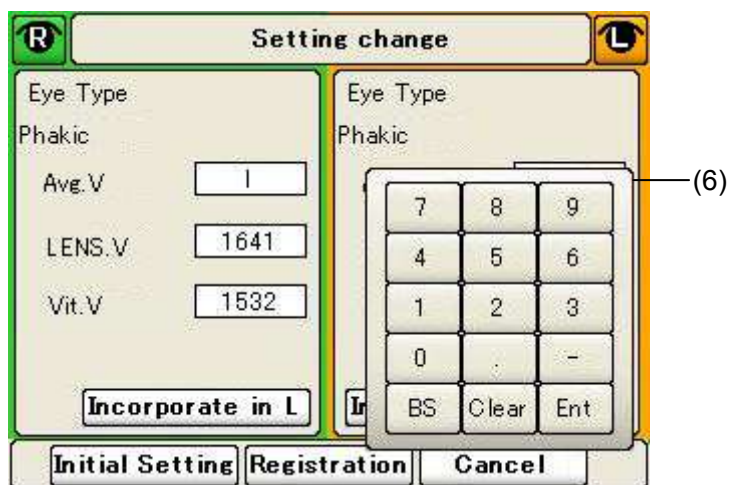 R Setting change L
Eye Type Eye Type
Phakic Phakic
Avg.V
(6)
7 8 9
LENS.V 1641
4 5 6
Vit.V 1532
1 2 3
0 . -
Incorporate in L
BS Clear Ent
Initial Setting Registration Cancel